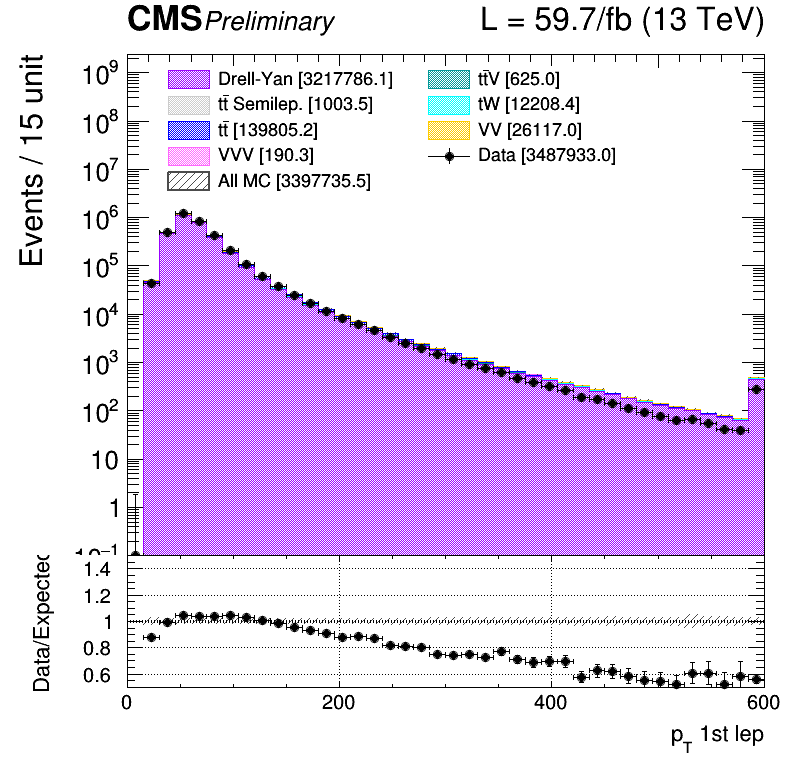 CMS Preliminary L = 59.7/fb (13 TeV)
Events / 15 unit
Drell-Yan [3217786.1]
tt̄ Semilep. [1003.5]
tt̄ [139805.2]
VVV [190.3]
All MC [3397735.5]
tt̄V [625.0]
tW [12208.4]
VV [26117.0]
Data [3487933.0]
10⁹
10⁸
10⁷
10⁶
10⁵
10⁴
10³
10²
10
1
10⁻¹
Data/Expected
1.4
1.2
1
0.8
0.6
0 200 400 600
p_T 1st lep